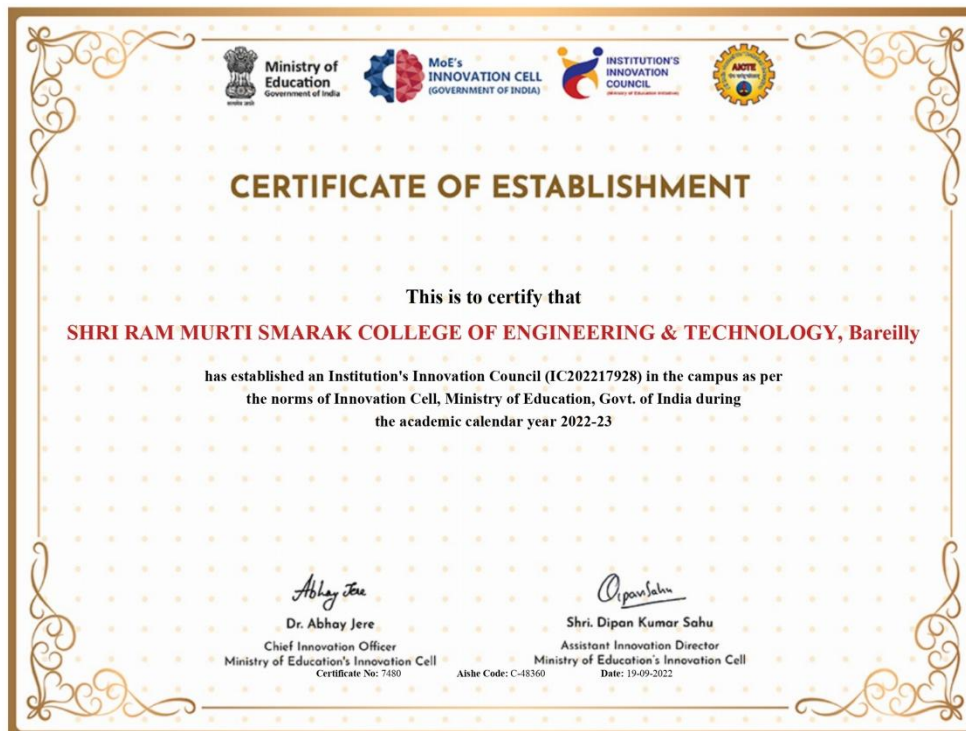 Ministry of
Education
Government of India
MoE's
INNOVATION CELL
(GOVERNMENT OF INDIA)
INSTITUTION'S
INNOVATION
COUNCIL
(Ministry of Education Initiative)
AICTE
CERTIFICATE OF ESTABLISHMENT
This is to certify that
SHRI RAM MURTI SMARAK COLLEGE OF ENGINEERING & TECHNOLOGY, Bareilly
has established an Institution's Innovation Council (IC202217928) in the campus as per
the norms of Innovation Cell, Ministry of Education, Govt. of India during
the academic calendar year 2022-23
Abhay Jere
Dipan Sahu
Dr. Abhay Jere
Shri. Dipan Kumar Sahu
Chief Innovation Officer
Assistant Innovation Director
Ministry of Education's Innovation Cell
Ministry of Education's Innovation Cell
Certificate No: 7480
Aishe Code: C-48360
Date: 19-09-2022